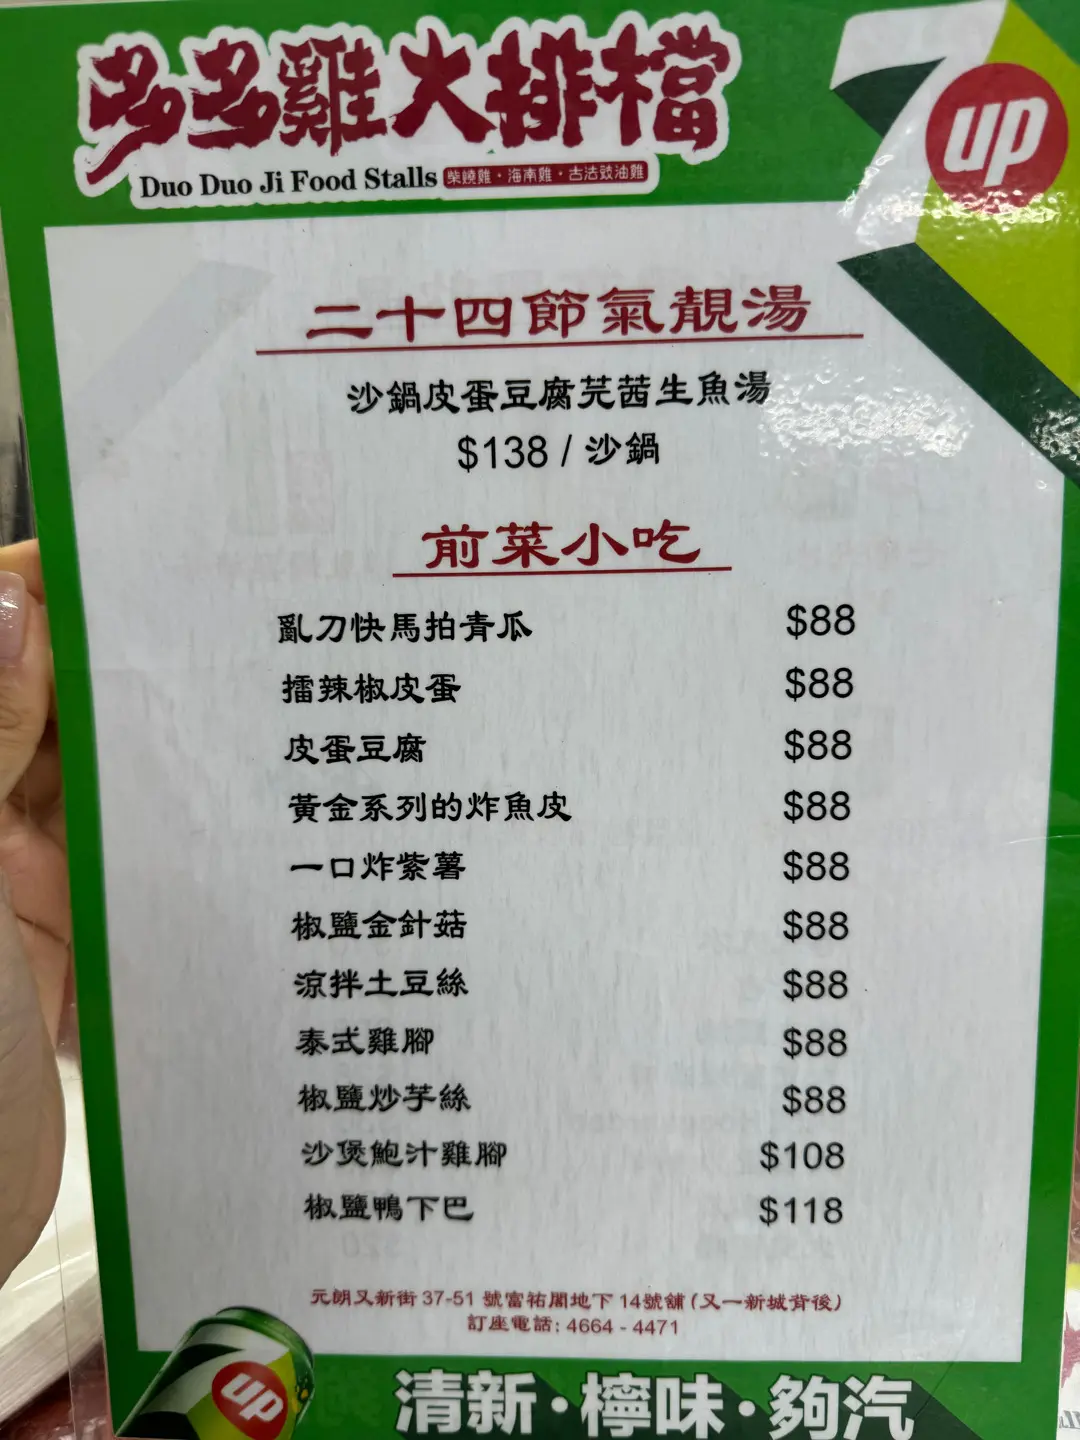 多多雞大排檔
Duo Duo Ji Food Stalls 柴燒雞·海南雞·古法豉油雞
7up
二十四節氣靚湯
沙鍋皮蛋豆腐芫茜生魚湯
$138 / 沙鍋
前菜小吃
亂刀快馬拍青瓜 $88
擂辣椒皮蛋 $88
皮蛋豆腐 $88
黃金系列的炸魚皮 $88
一口炸紫薯 $88
椒鹽金針菇 $88
涼拌土豆絲 $88
泰式雞腳 $88
椒鹽炒芋絲 $88
沙煲鮑汁雞腳 $108
椒鹽鴨下巴 $118
元朗又新街 37-51 號富祐閣地下 14號舖 (又一新城背後)
訂座電話: 4664 - 4471
7up
清新·檸味·夠汽